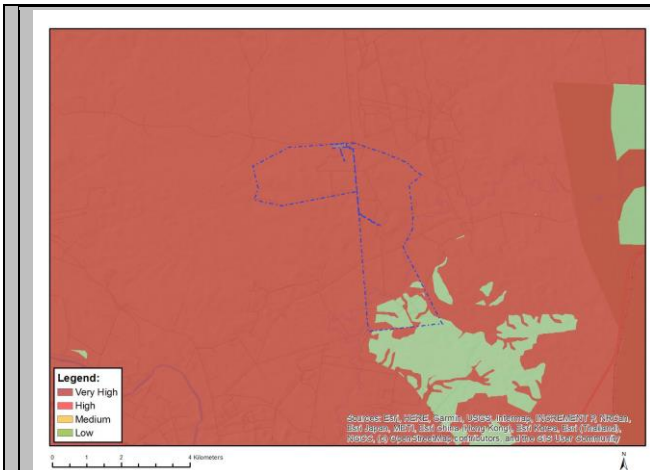 Sources: Esri, HERE, Garmin, USGS, Intermap, INCREMENT P, NRCan,
Esri Japan, METI, Esri China (Hong Kong), Esri Korea, Esri (Thailand),
NGCC, (c) OpenStreetMap contributors, and the GIS User Community
Legend:
Very High
High
Medium
Low
0 1 2 4 Kilometers
N